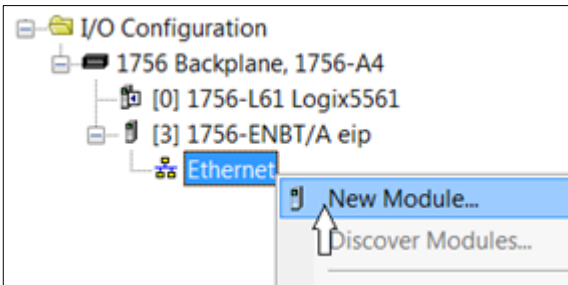 I/O Configuration
1756 Backplane, 1756-A4
[0] 1756-L61 Logix5561
[3] 1756-ENBT/A eip
Ethernet
New Module...
Discover Modules...